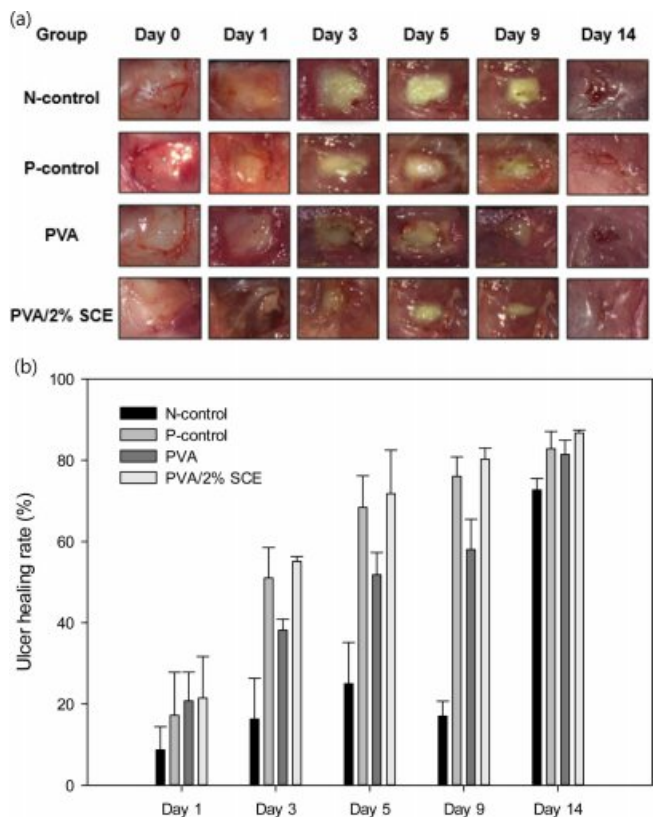 (a)
Group Day 0 Day 1 Day 3 Day 5 Day 9 Day 14
N-control
P-control
PVA
PVA/2% SCE
(b)
100
80
60
40
20
0
Ulcer healing rate (%)
N-control
P-control
PVA
PVA/2% SCE
Day 1 Day 3 Day 5 Day 9 Day 14